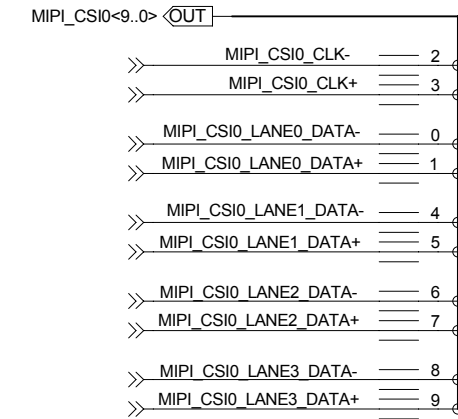 MIPI_CSI0<9..0> OUT
MIPI_CSI0_CLK- 2
MIPI_CSI0_CLK+ 3
MIPI_CSI0_LANE0_DATA- 0
MIPI_CSI0_LANE0_DATA+ 1
MIPI_CSI0_LANE1_DATA- 4
MIPI_CSI0_LANE1_DATA+ 5
MIPI_CSI0_LANE2_DATA- 6
MIPI_CSI0_LANE2_DATA+ 7
MIPI_CSI0_LANE3_DATA- 8
MIPI_CSI0_LANE3_DATA+ 9